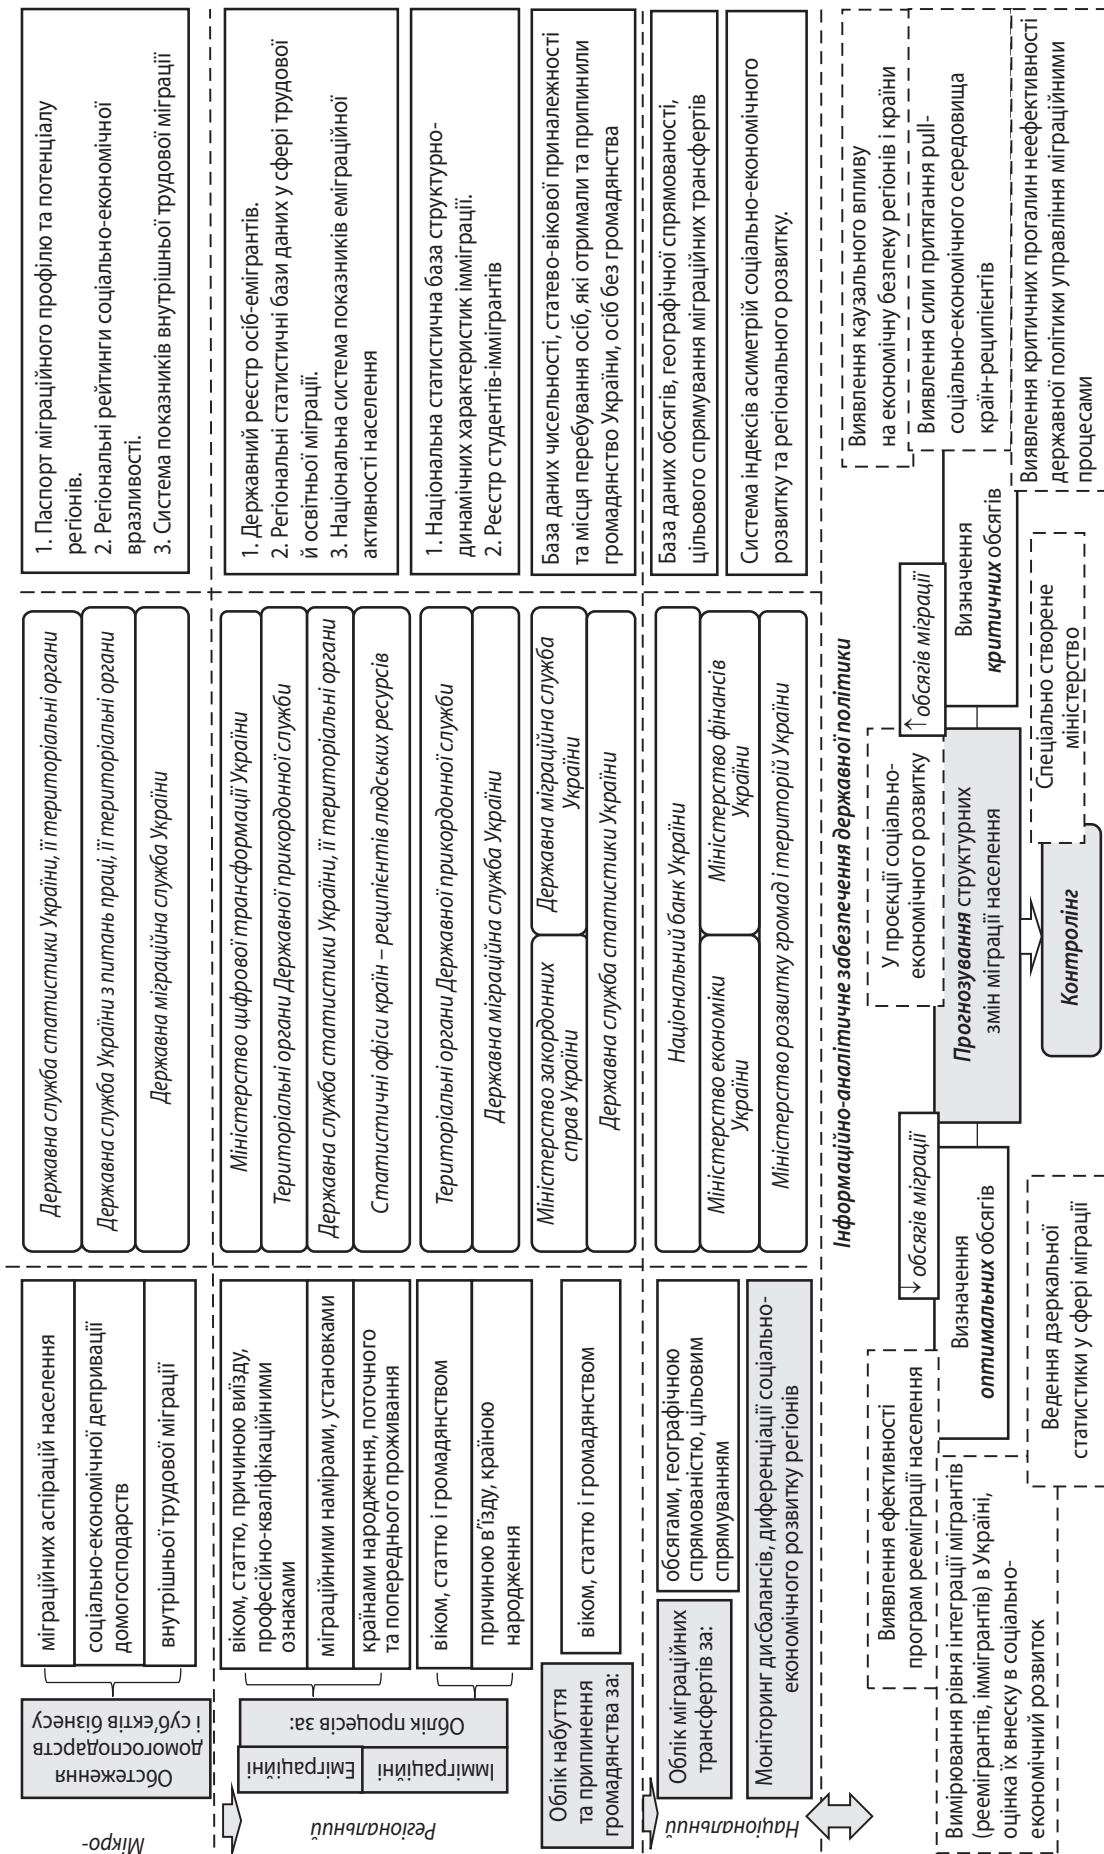 Мікро-
Обстеження
домогосподарств
і суб’єктів бізнесу
міграційних аспірацій населення
соціально-економічної депривації
домогосподарств
внутрішньої трудової міграції
Державна служба статистики України, її територіальні органи
Державна служба України з питань праці, її територіальні органи
Державна міграційна служба України
1. Паспорт міграційного профілю та потенціалу
регіонів.
2. Регіональні рейтинги соціально-економічної
вразливості.
3. Система показників внутрішньої трудової міграції
Регіональний
Облік процесів за:
Еміграційні
Імміграційні
віком, статтю, причиною виїзду,
професійно-кваліфікаційними
ознаками
міграційними намірами, установками
країнами народження, поточного
та попереднього проживання
віком, статтю і громадянством
причиною в’їзду, країною
народження
Міністерство цифрової трансформації України
Територіальні органи Державної прикордонної служби
Державна служба статистики України, її територіальні органи
Статистичні офіси країн – реципієнтів людських ресурсів
Територіальні органи Державної прикордонної служби
Державна міграційна служба України
1. Державний реєстр осіб-емігрантів.
2. Регіональні статистичні бази даних у сфері трудової
й освітньої міграції.
3. Національна система показників еміграційної
активності населення
1. Національна статистична база структурно-
динамічних характеристик імміграції.
2. Реєстр студентів-іммігрантів
Облік набуття
та припинення
громадянства за:
віком, статтю і громадянством
Міністерство закордонних
справ України
Державна міграційна служба
України
Державна служба статистики України
База даних чисельності, статево-вікової приналежності
та місця перебування осіб, які отримали та припинили
громадянство України, осіб без громадянства
Національний
Облік міграційних
трансфертів за:
обсягами, географічною
спрямованістю, цільовим
спрямуванням
Моніторинг дисбалансів, диференціації соціально-
економічного розвитку регіонів
Національний банк України
Міністерство економіки
України
Міністерство фінансів
України
Міністерство розвитку громад і територій України
База даних обсягів, географічної спрямованості,
цільового спрямування міграційних трансфертів
Система індексів асиметрій соціально-економічного
розвитку та регіонального розвитку.
Інформаційно-аналітичне забезпечення державної політики
Виявлення ефективності
програм рееміграції населення
Вимірювання рівня інтеграції мігрантів
(реемігрантів, іммігрантів) в Україні,
оцінка їх внеску в соціально-
економічний розвиток
↓ обсягів міграції
Визначення
оптимальних обсягів
Ведення дзеркальної
статистики у сфері міграції
У проєкції соціально-
економічного розвитку
Прогнозування структурних
змін міграції населення
Контролінг
↑ обсягів міграції
Визначення
критичних обсягів
Спеціально створене
міністерство
Виявлення каузального впливу
на економічну безпеку регіонів і країни
Виявлення сили притягання pull-
соціально-економічного середовища
країн-реципієнтів
Виявлення критичних прогалин неефективності
державної політики управління міграційними
процесами